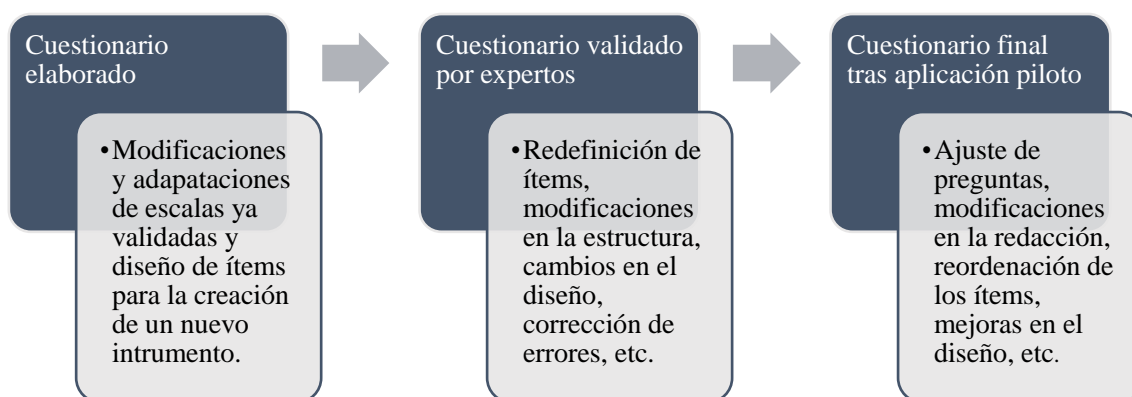 Cuestionario
elaborado
•Modificaciones
y adapataciones
de escalas ya
validadas y
diseño de ítems
para la creación
de un nuevo
intrumento.
Cuestionario validado
por expertos
•Redefinición de
ítems,
modificaciones
en la estructura,
cambios en el
diseño,
corrección de
errores, etc.
Cuestionario final
tras aplicación piloto
•Ajuste de
preguntas,
modificaciones
en la redacción,
reordenación de
los ítems,
mejoras en el
diseño, etc.